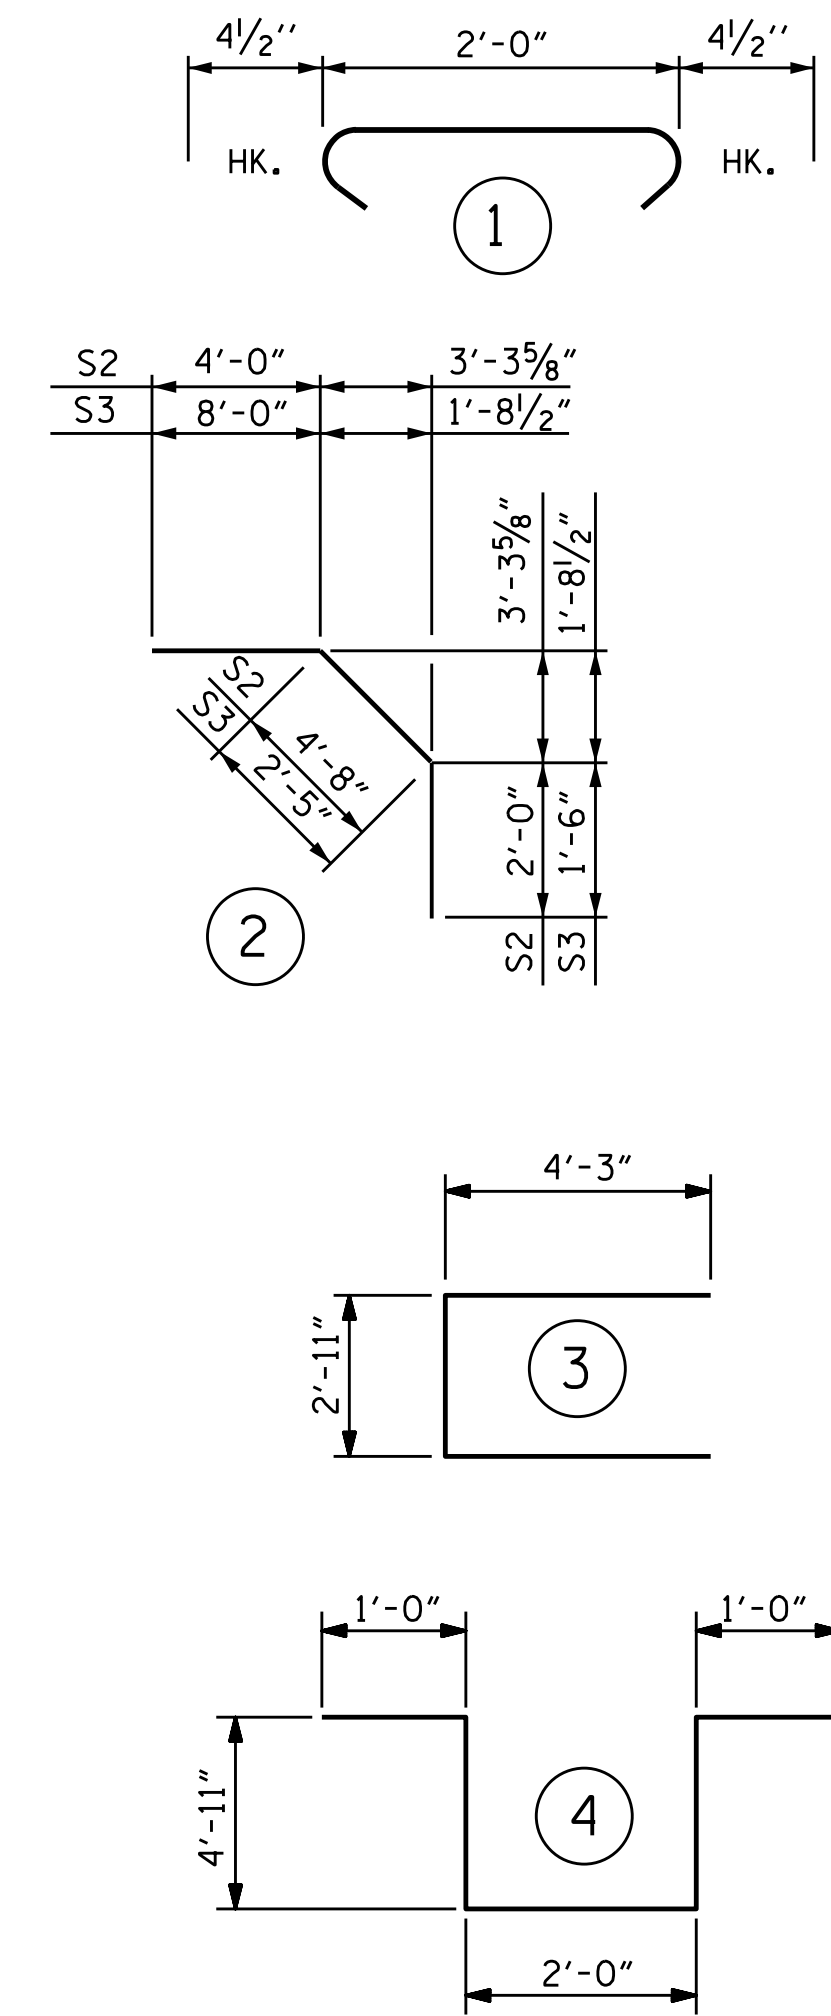 4½'' 2'-0" 4½''
HK. HK.
1
S2 4'-0" 3'-3⅝"
S3 8'-0" 1'-8½"
3'-3⅝" 1'-8½"
S2 4'-8"
S3 2'-5"
2'-0" 1'-6"
S2 S3
2
4'-3"
2'-11"
3
1'-0" 1'-0"
4'-11"
4
2'-0"